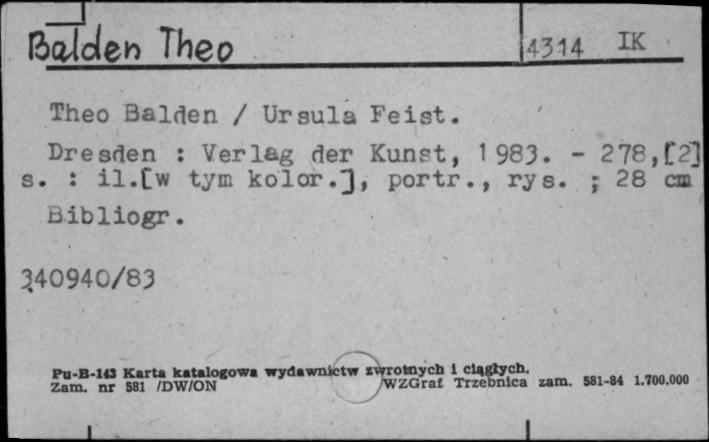 Balden Theo 4314 IK
Theo Balden / Ursula Feist.
Dresden : Verlag der Kunst, 1983. - 278,[2]
s. : il.[w tym kolor.], portr., rys. ; 28 cm
Bibliogr.
340940/83
Pu-B-143 Karta katalogowa wydawnictw zwrotnych i ciągłych.
Zam. nr 581 /DW/ON WZGraf Trzebnica zam. 581-84 1.700.000